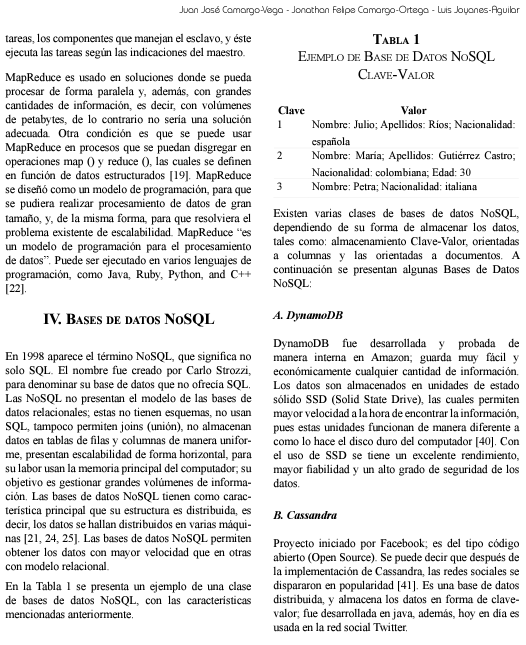 Juan José Camargo-Vega - Jonathan Felipe Camargo-Ortega - Luis Joyanes-Aguilar
tareas, los componentes que manejan el esclavo, y éste
ejecuta las tareas según las indicaciones del maestro.
MapReduce es usado en soluciones donde se pueda
procesar de forma paralela y, además, con grandes
cantidades de información, es decir, con volúmenes
de petabytes, de lo contrario no sería una solución
adecuada. Otra condición es que se puede usar
MapReduce en procesos que se puedan disgregar en
operaciones map () y reduce (), las cuales se definen
en función de datos estructurados [19]. MapReduce
se diseñó como un modelo de programación, para que
se pudiera realizar procesamiento de datos de gran
tamaño, y, de la misma forma, para que resolviera el
problema existente de escalabilidad. MapReduce “es
un modelo de programación para el procesamiento
de datos”. Puede ser ejecutado en varios lenguajes de
programación, como Java, Ruby, Python, and C++
[22].
IV. Bases de datos NoSQL
En 1998 aparece el término NoSQL, que significa no
solo SQL. El nombre fue creado por Carlo Strozzi,
para denominar su base de datos que no ofrecía SQL.
Las NoSQL no presentan el modelo de las bases de
datos relacionales; estas no tienen esquemas, no usan
SQL, tampoco permiten joins (unión), no almacenan
datos en tablas de filas y columnas de manera unifor-
me, presentan escalabilidad de forma horizontal, para
su labor usan la memoria principal del computador; su
objetivo es gestionar grandes volúmenes de informa-
ción. Las bases de datos NoSQL tienen como carac-
terística principal que su estructura es distribuida, es
decir, los datos se hallan distribuidos en varias máqui-
nas [21, 24, 25]. Las bases de datos NoSQL permiten
obtener los datos con mayor velocidad que en otras
con modelo relacional.
En la Tabla 1 se presenta un ejemplo de una clase
de bases de datos NoSQL, con las características
mencionadas anteriormente.
Tabla 1
Ejemplo de Base de Datos NoSQL
Clave-Valor
Clave Valor
1 Nombre: Julio; Apellidos: Ríos; Nacionalidad:
española
2 Nombre: María; Apellidos: Gutiérrez Castro;
Nacionalidad: colombiana; Edad: 30
3 Nombre: Petra; Nacionalidad: italiana
Existen varias clases de bases de datos NoSQL,
dependiendo de su forma de almacenar los datos,
tales como: almacenamiento Clave-Valor, orientadas
a columnas y las orientadas a documentos. A
continuación se presentan algunas Bases de Datos
NoSQL:
A. DynamoDB
DynamoDB fue desarrollada y probada de
manera interna en Amazon; guarda muy fácil y
económicamente cualquier cantidad de información.
Los datos son almacenados en unidades de estado
sólido SSD (Solid State Drive), las cuales permiten
mayor velocidad a la hora de encontrar la información,
pues estas unidades funcionan de manera diferente a
como lo hace el disco duro del computador [40]. Con
el uso de SSD se tiene un excelente rendimiento,
mayor fiabilidad y un alto grado de seguridad de los
datos.
B. Cassandra
Proyecto iniciado por Facebook; es del tipo código
abierto (Open Source). Se puede decir que después de
la implementación de Cassandra, las redes sociales se
dispararon en popularidad [41]. Es una base de datos
distribuida, y almacena los datos en forma de clave-
valor; fue desarrollada en java, además, hoy en día es
usada en la red social Twitter.